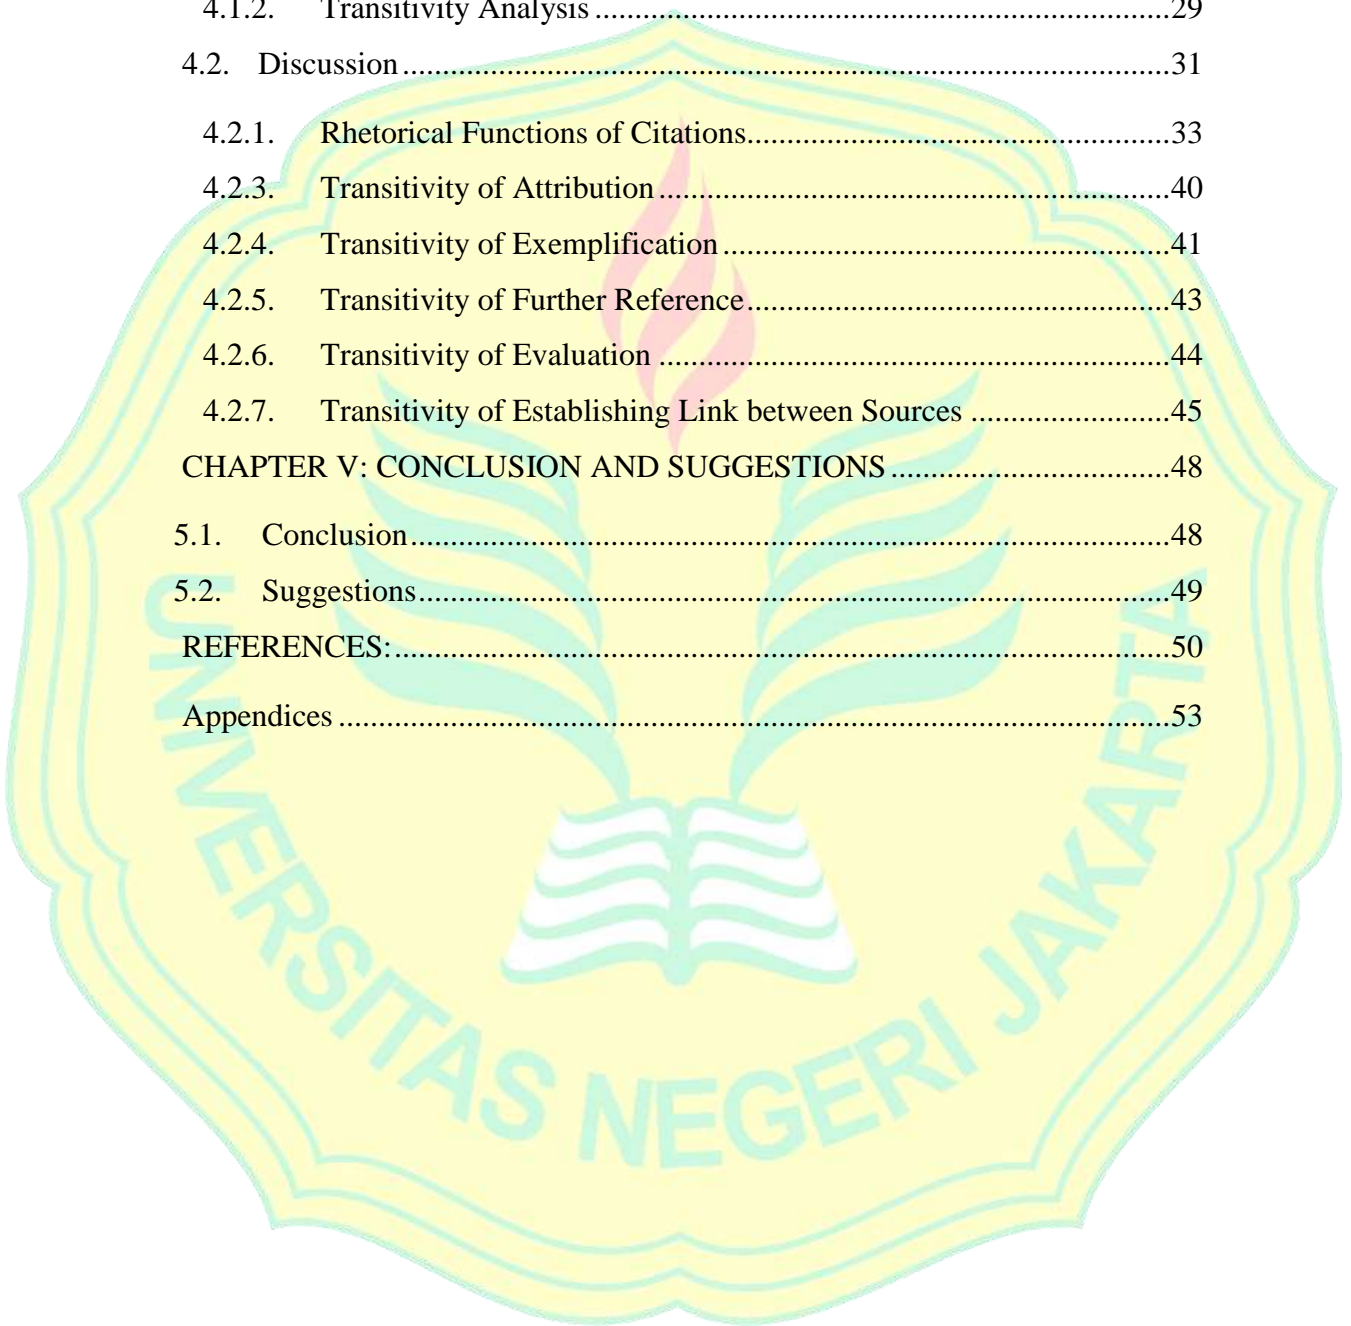 4.1.2. Transitivity Analysis ........................................................................29
4.2. Discussion ................................................................................................31
4.2.1. Rhetorical Functions of Citations.....................................................33
4.2.3. Transitivity of Attribution ................................................................40
4.2.4. Transitivity of Exemplification ........................................................41
4.2.5. Transitivity of Further Reference.....................................................43
4.2.6. Transitivity of Evaluation ................................................................44
4.2.7. Transitivity of Establishing Link between Sources .........................45
CHAPTER V: CONCLUSION AND SUGGESTIONS ...................................48
5.1. Conclusion...............................................................................................48
5.2. Suggestions..............................................................................................49
REFERENCES:.................................................................................................50
Appendices ........................................................................................................53
UNIVERSITAS NEGERI JAKARTA